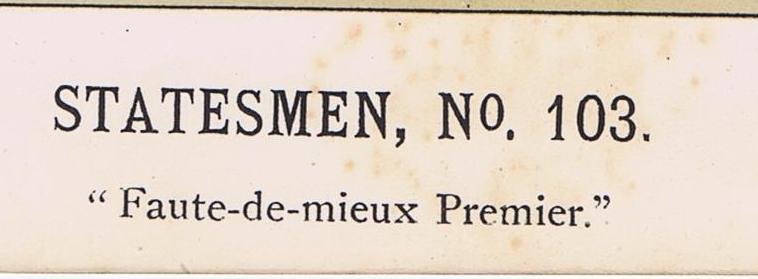 STATESMEN, No. 103.
“Faute-de-mieux Premier.”